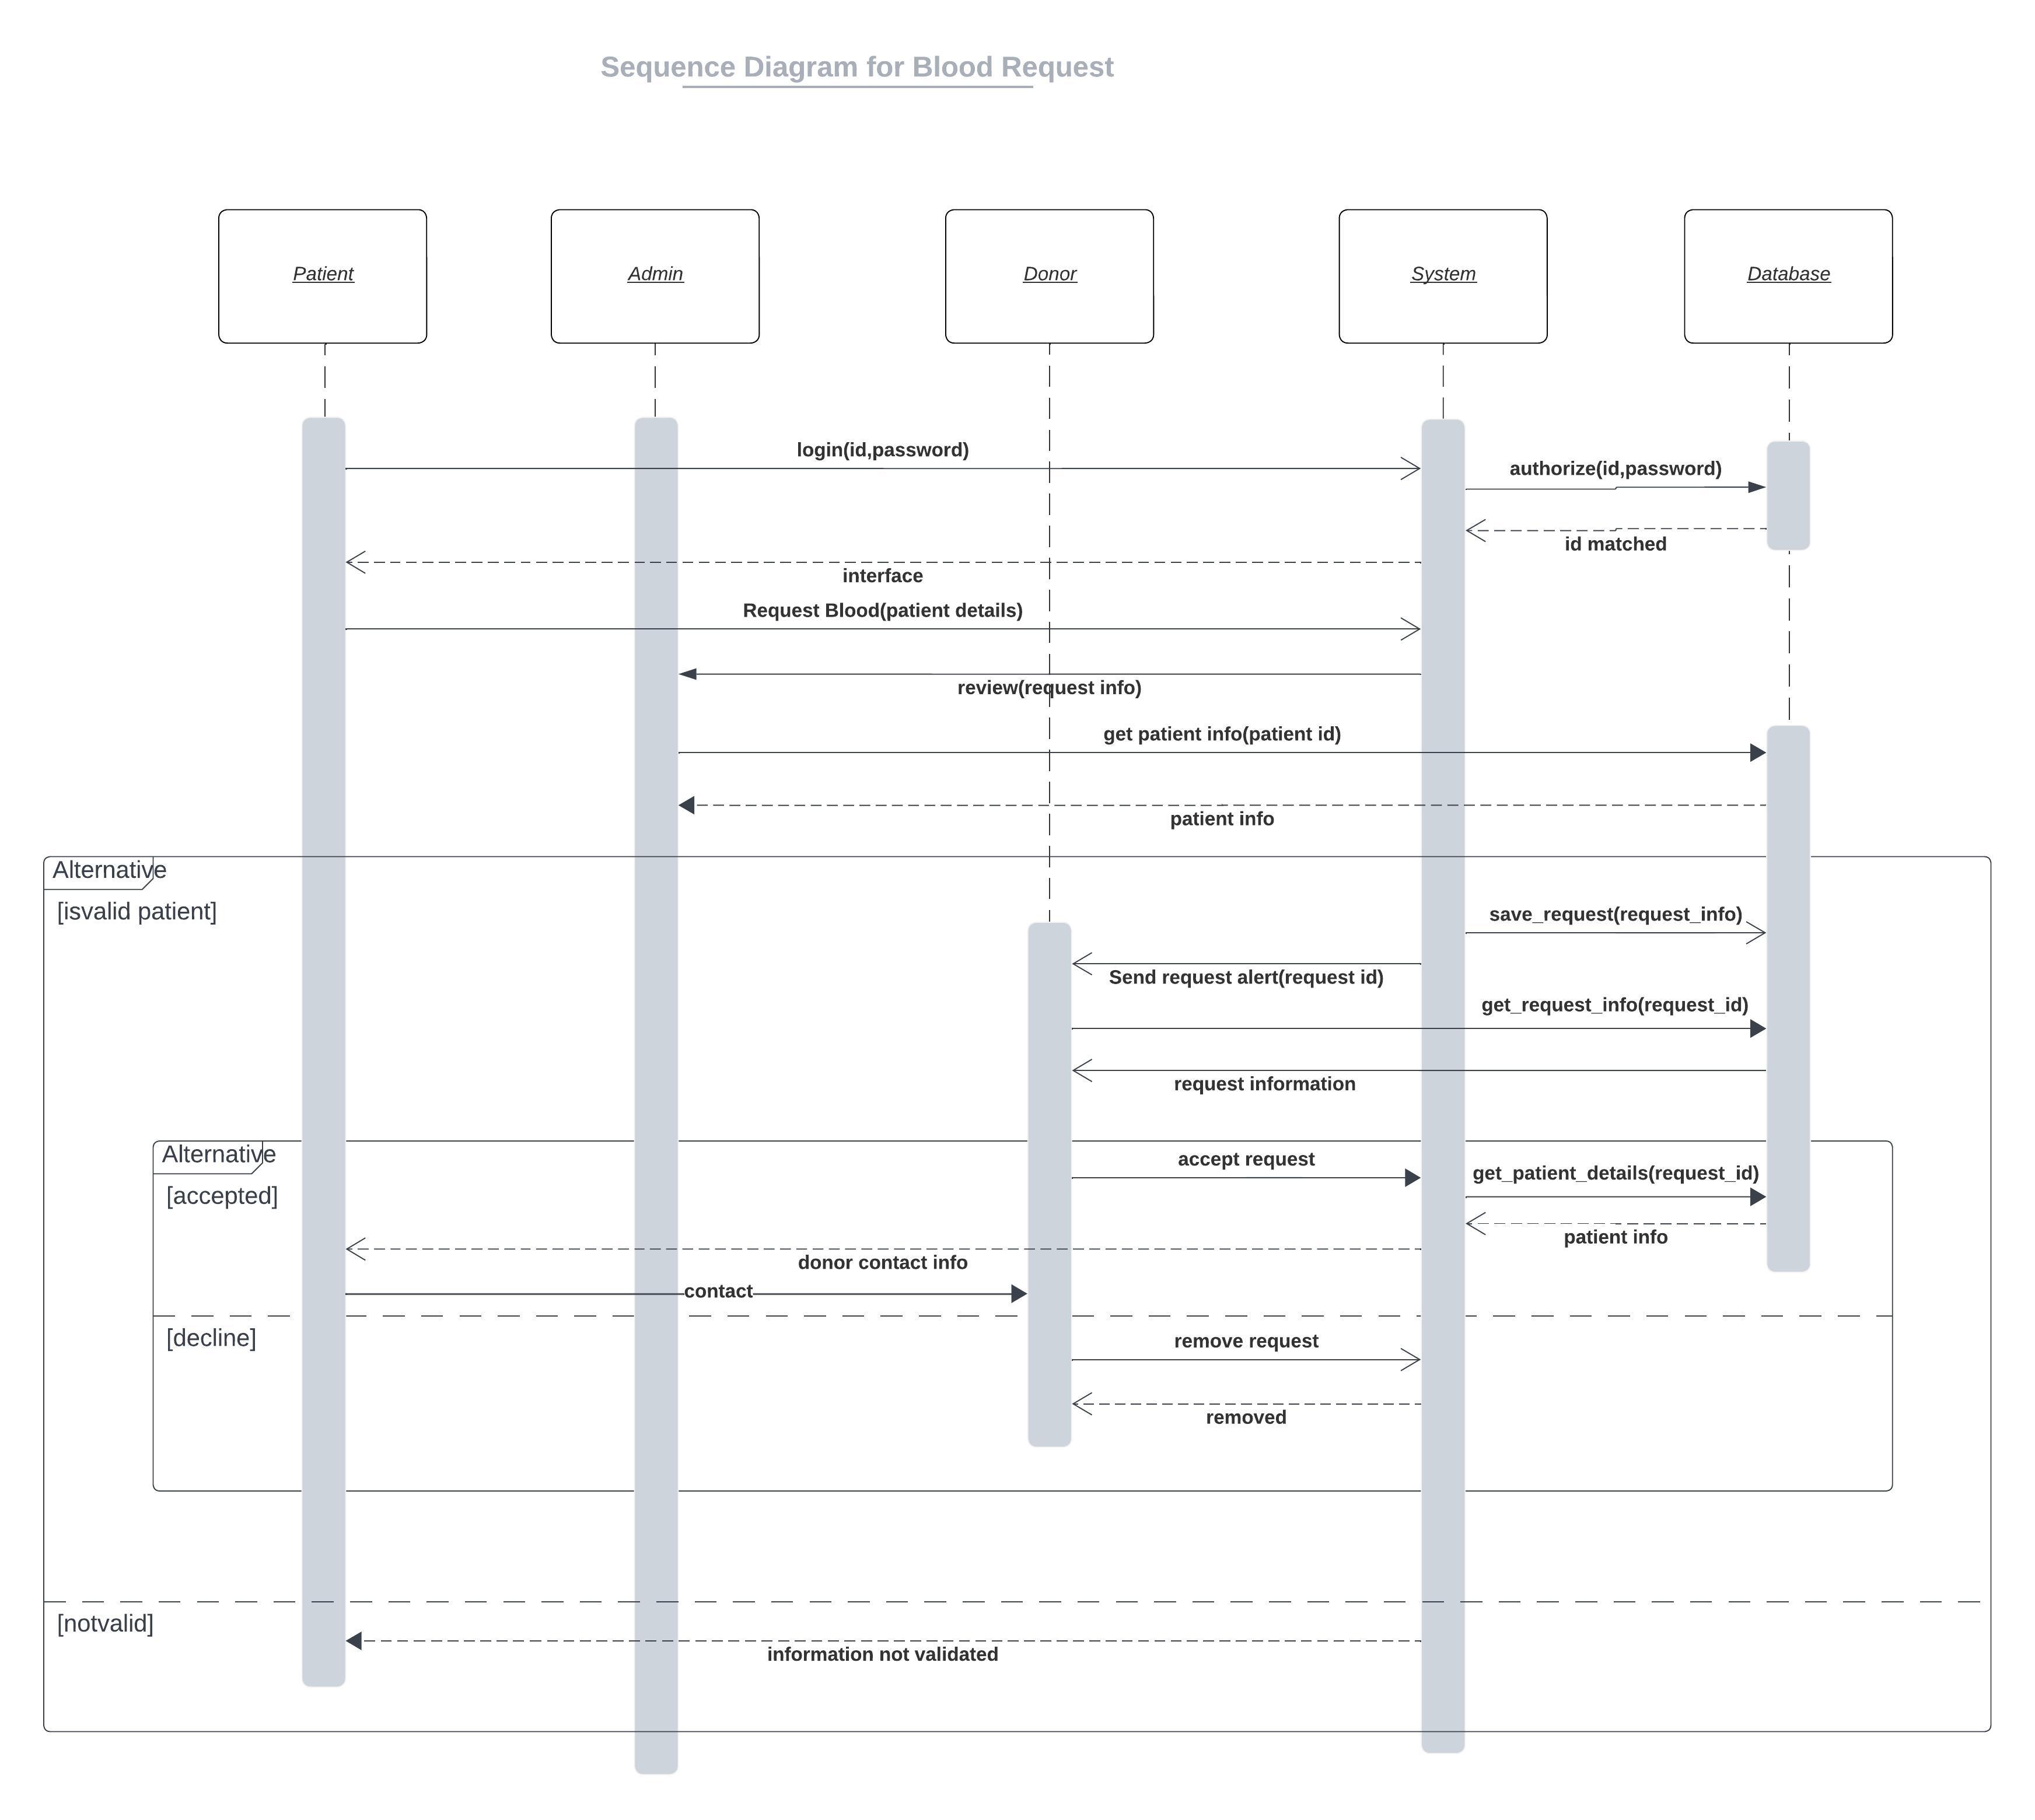 Sequence Diagram for Blood Request
Patient
Admin
Donor
System
Database
login(id,password)
authorize(id,password)
id matched
interface
Request Blood(patient details)
review(request info)
get patient info(patient id)
patient info
Alternative
[isvalid patient]
save_request(request_info)
Send request alert(request id)
get_request_info(request_id)
request information
Alternative
[accepted]
accept request
get_patient_details(request_id)
patient info
donor contact info
contact
[decline]
remove request
removed
[notvalid]
information not validated